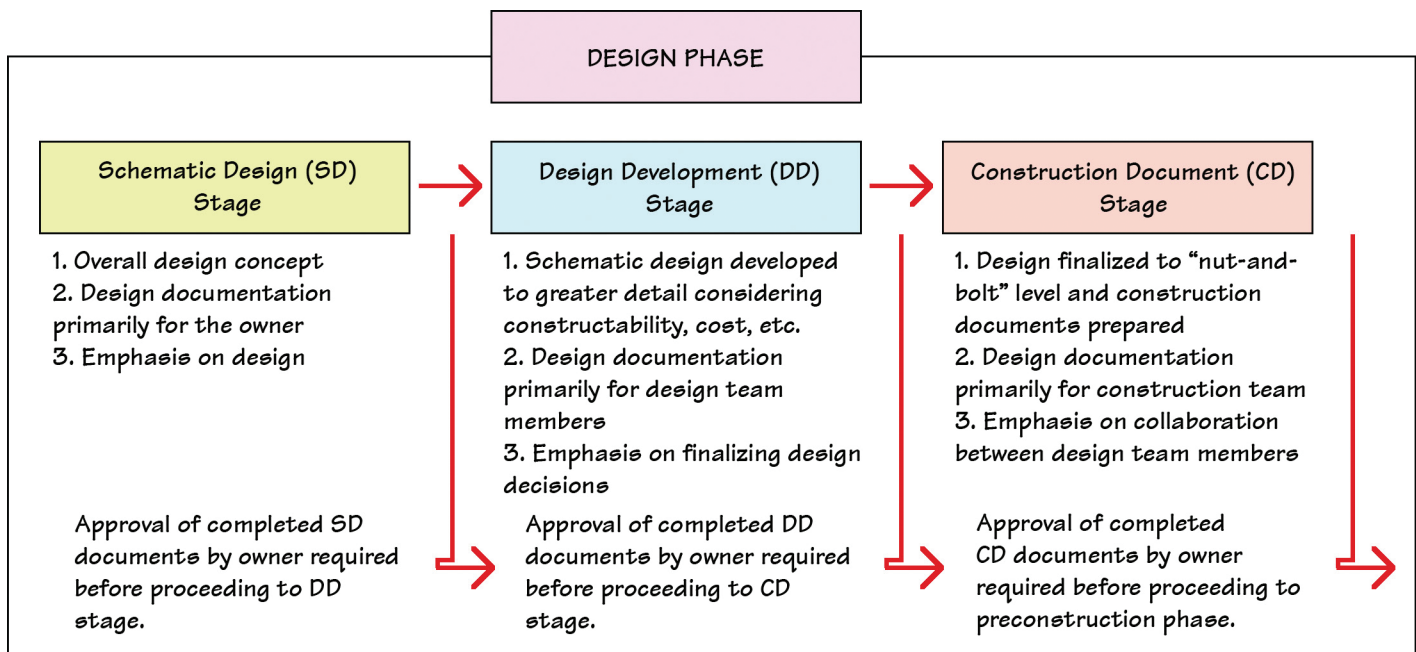 DESIGN PHASE
Schematic Design (SD)
Stage
1. Overall design concept
2. Design documentation
primarily for the owner
3. Emphasis on design
Approval of completed SD
documents by owner required
before proceeding to DD
stage.
Design Development (DD)
Stage
1. Schematic design developed
to greater detail considering
constructability, cost, etc.
2. Design documentation
primarily for design team
members
3. Emphasis on finalizing design
decisions
Approval of completed DD
documents by owner required
before proceeding to CD
stage.
Construction Document (CD)
Stage
1. Design finalized to “nut-and-
bolt” level and construction
documents prepared
2. Design documentation
primarily for construction team
3. Emphasis on collaboration
between design team members
Approval of completed
CD documents by owner
required before proceeding to
preconstruction phase.